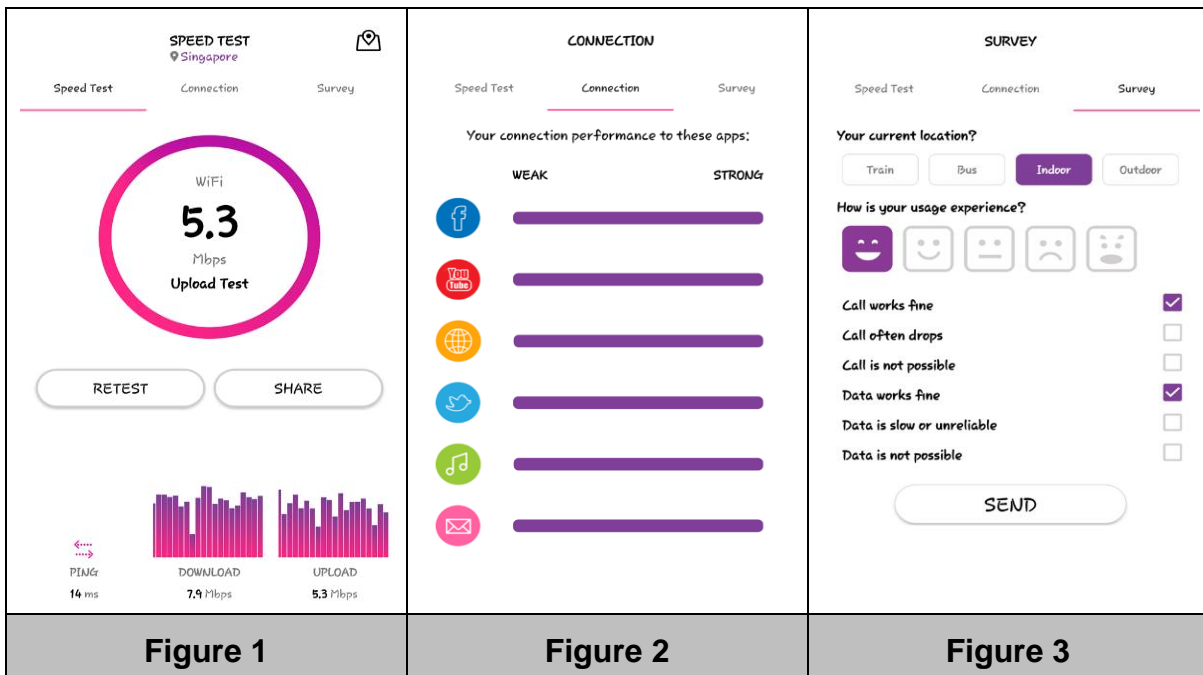 SPEED TEST
Singapore
Speed Test Connection Survey
WiFi
5.3
Mbps
Upload Test
RETEST SHARE
PING DOWNLOAD UPLOAD
14 ms 7.9 Mbps 5.3 Mbps
Figure 1
CONNECTION
Speed Test Connection Survey
Your connection performance to these apps:
WEAK STRONG
f
You
Tube
Figure 2
SURVEY
Speed Test Connection Survey
Your current location?
Train Bus Indoor Outdoor
How is your usage experience?
Call works fine
Call often drops
Call is not possible
Data works fine
Data is slow or unreliable
Data is not possible
SEND
Figure 3